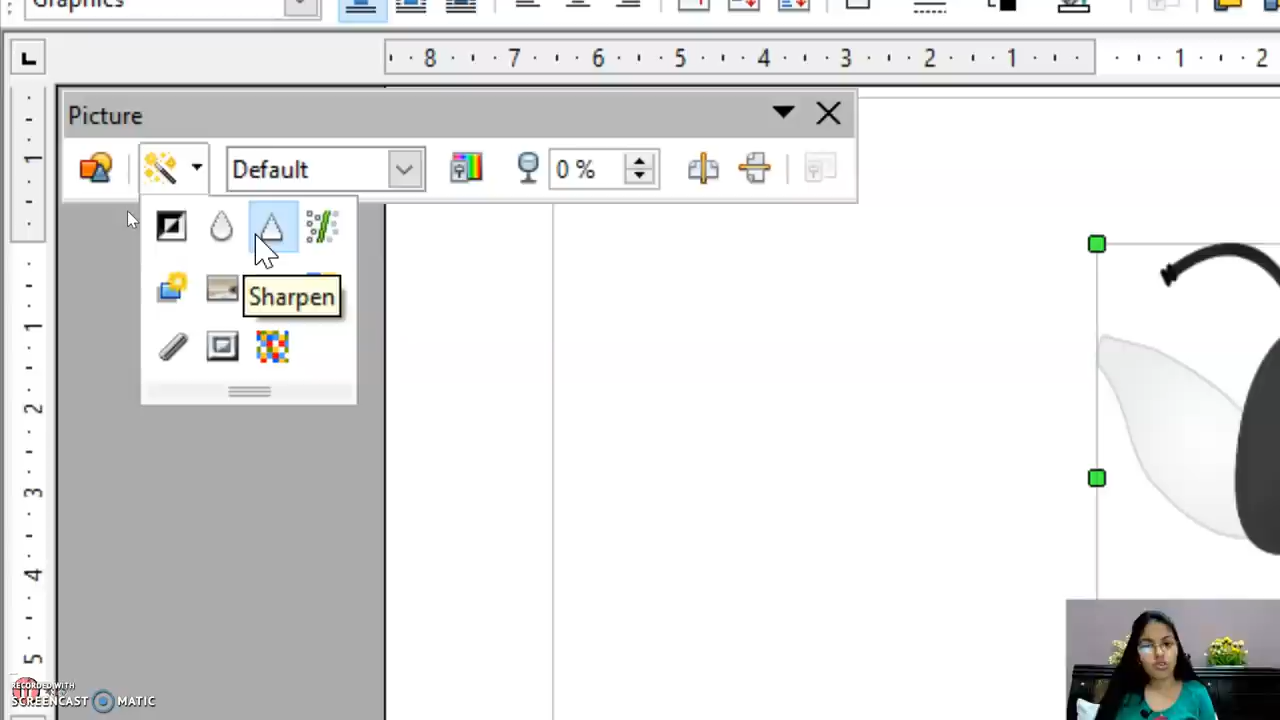 Graphics
8 7 6 5 4 3 2 1 1 2
Picture
Default
0 %
Sharpen
1
1
2
3
4
5
RECORDED WITH
SCREENCAST MATIC